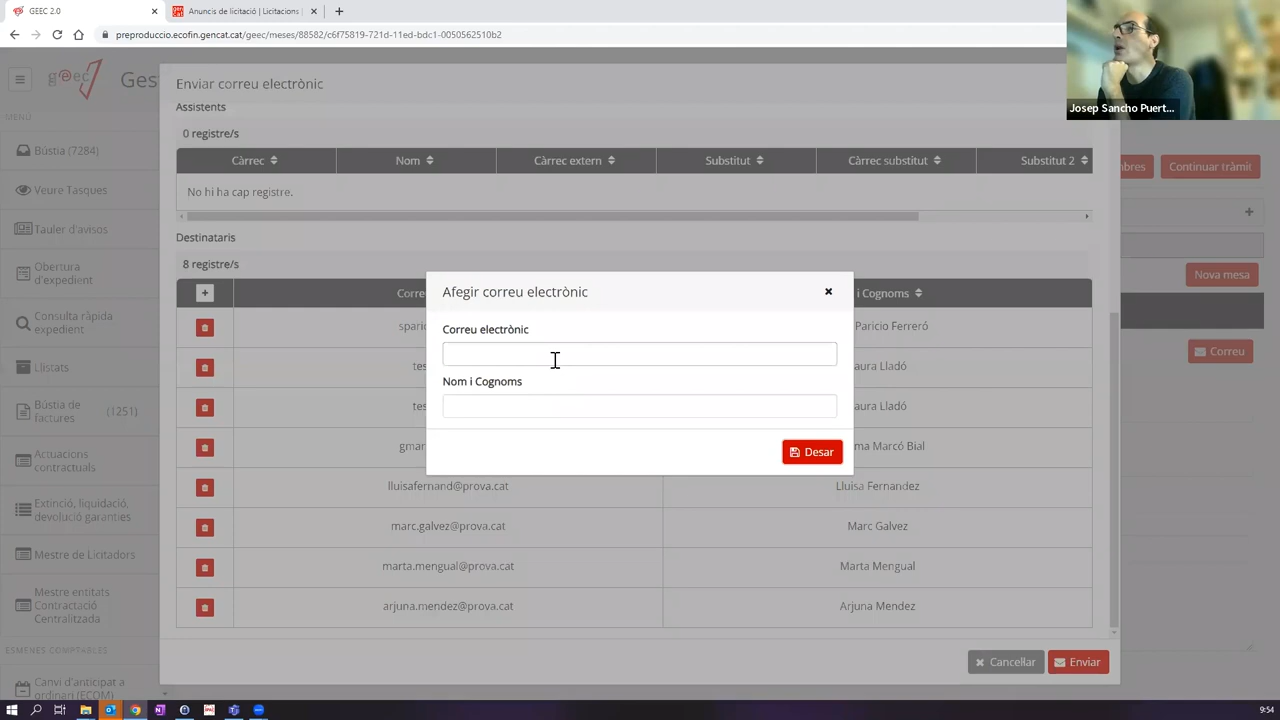 GEEC 2.0
Anuncis de licitació | Licitacions i
preproduccio.ecofin.gencat.cat/geec/meses/88582/c6f75819-721d-11ed-bdc1-0050562510b2
Josep Sancho Puert...
geec
Gest
MENÚ
Bústia (7284)
Veure Tasques
Tauler d'avisos
Obertura
d'expedient
Consulta ràpida
expedient
Llistats
Bústia de
factures
(1251)
Actuacions
contractuals
Extinció, liquidació,
devolució garanties
Mestre de Licitadors
Mestre entitats
Contractació
Centralitzada
ESMENES COMPTABLES
Canvi d'anticipat a
ordinari (ECOM)
Enviar correu electrònic
Assistents
0 registre/s
Càrrec
Nom
Càrrec extern
Substitut
Càrrec substitut
Substitut 2
No hi ha cap registre.
Destinataris
8 registre/s
Corre
i Cognoms
sparic
Paricio Ferreró
tes
aura Lladó
tes
aura Lladó
gmar
ma Marcó Bial
lluisafernand@prova.cat
Lluisa Fernandez
marc.galvez@prova.cat
Marc Galvez
marta.mengual@prova.cat
Marta Mengual
arjuna.mendez@prova.cat
Arjuna Mendez
Afegir correu electrònic
Correu electrònic
Nom i Cognoms
Desar
Cancel·lar
Enviar
mbres
Continuar tràmit
Nova mesa
Correu
9:54